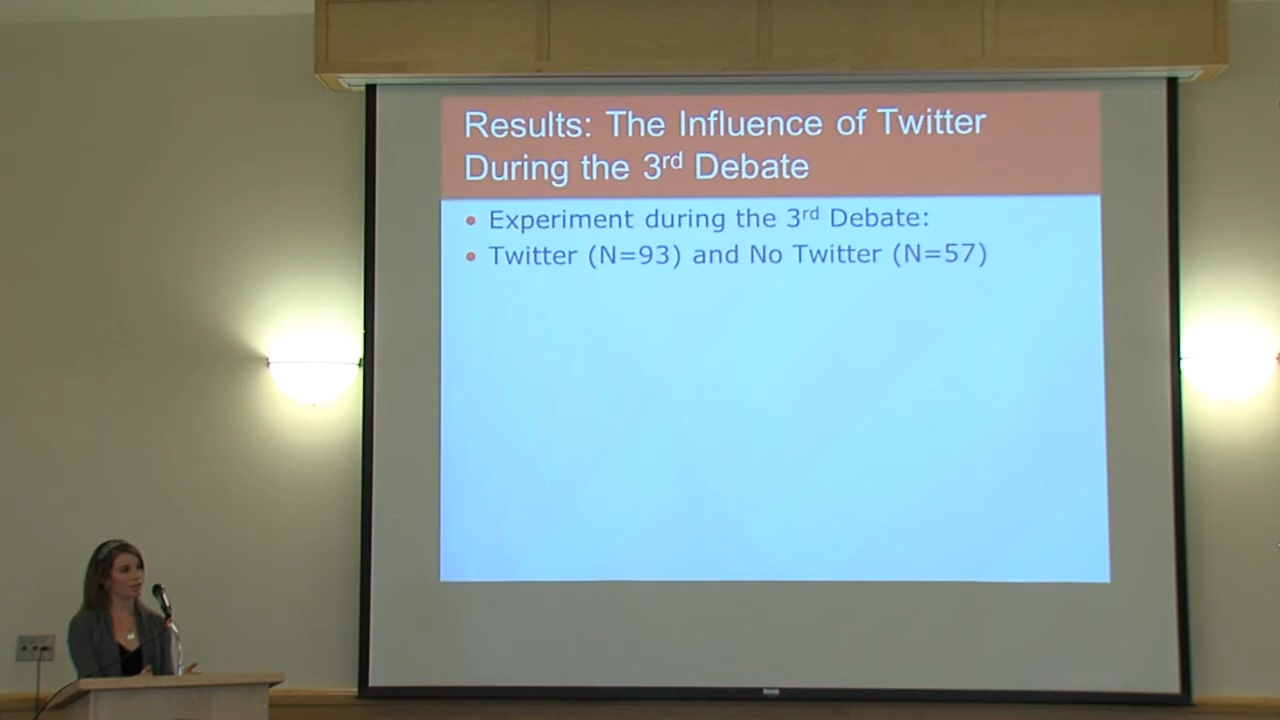 Results: The Influence of Twitter
During the 3rd Debate
• Experiment during the 3rd Debate:
• Twitter (N=93) and No Twitter (N=57)